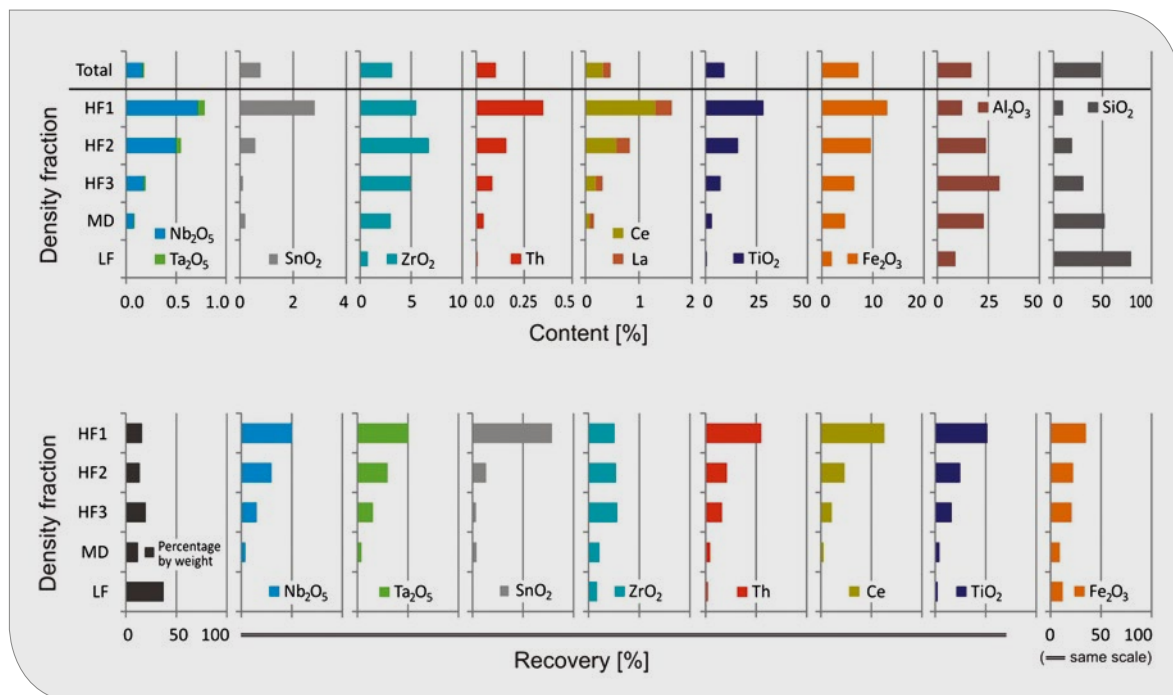 Density fraction
Total
HF1
HF2
HF3
MD
LF
Nb₂O₅
Ta₂O₅
SnO₂
ZrO₂
Th
Ce
La
TiO₂
Fe₂O₃
Al₂O₃
SiO₂
0.0 0.5 1.0
0 2 4
0 5 10
0.0 0.25 0.5
0 1 2
0 25 50
0 10 20
0 25 50
0 50 100
Content [%]
Density fraction
HF1
HF2
HF3
MD
LF
Percentage
by weight
Nb₂O₅
Ta₂O₅
SnO₂
ZrO₂
Th
Ce
TiO₂
Fe₂O₃
0 50 100
0 50 100
Recovery [%]
(— same scale)